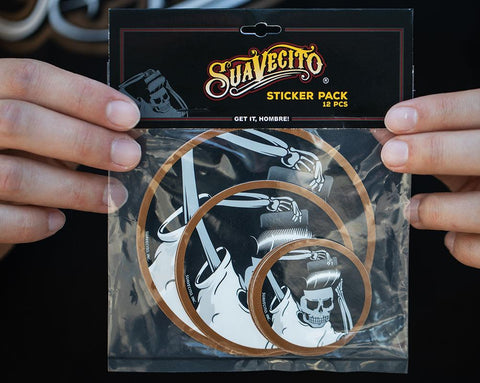 SUAVECITO ®
STICKER PACK
12 PCS
GET IT, HOMBRE!